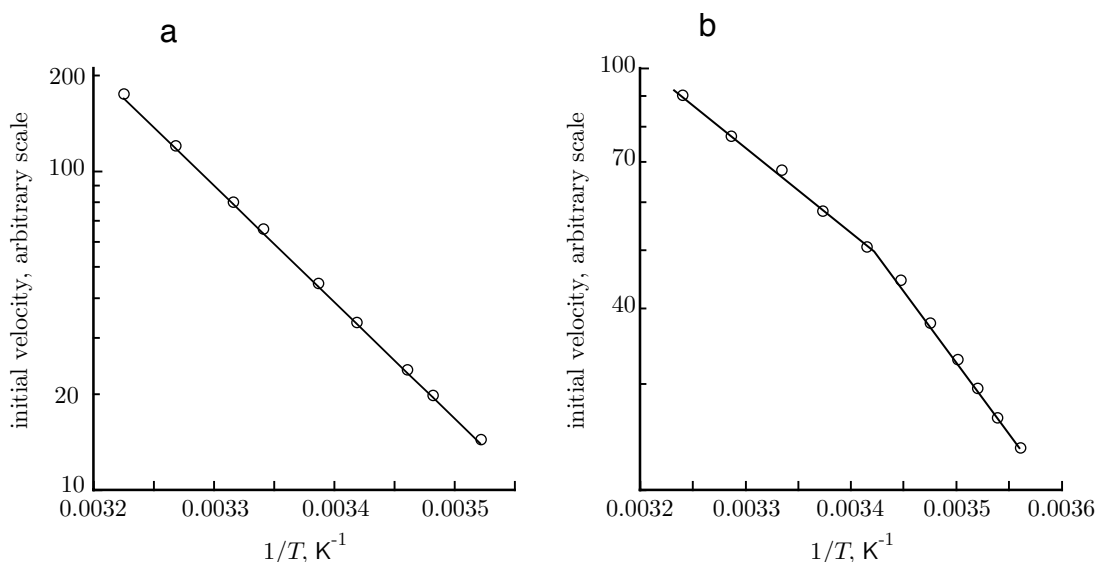 a
200
100
20
10
0.0032
0.0033
0.0034
0.0035
initial velocity, arbitrary scale
1/T, K⁻¹
b
100
70
40
0.0032
0.0033
0.0034
0.0035
0.0036
initial velocity, arbitrary scale
1/T, K⁻¹